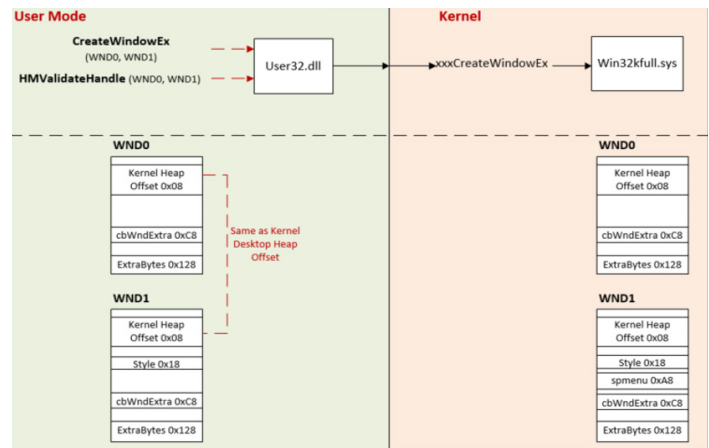 User Mode
Kernel
CreateWindowEx
(WND0, WND1)
HMValidateHandle (WND0, WND1)
User32.dll
xxxCreateWindowEx
Win32kfull.sys
WND0
Kernel Heap
Offset 0x08
cbWndExtra 0xC8
ExtraBytes 0x128
Same as Kernel
Desktop Heap
Offset
WND1
Kernel Heap
Offset 0x08
Style 0x18
cbWndExtra 0xC8
ExtraBytes 0x128
WND0
Kernel Heap
Offset 0x08
cbWndExtra 0xC8
ExtraBytes 0x128
WND1
Kernel Heap
Offset 0x08
Style 0x18
spmenu 0xA8
cbWndExtra 0xC8
ExtraBytes 0x128